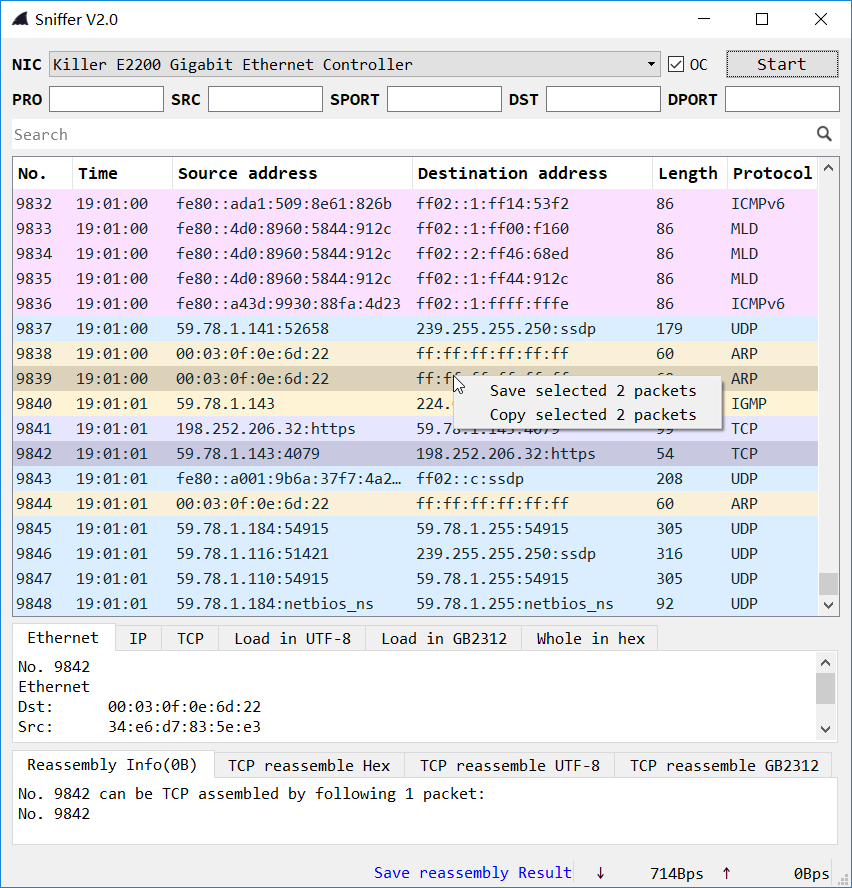 Sniffer V2.0
NIC Killer E2200 Gigabit Ethernet Controller OC Start
PRO SRC SPORT DST DPORT
Search
No. Time Source address Destination address Length Protocol
9832 19:01:00 fe80::ada1:509:8e61:826b ff02::1:ff14:53f2 86 ICMPv6
9833 19:01:00 fe80::4d0:8960:5844:912c ff02::1:ff00:f160 86 MLD
9834 19:01:00 fe80::4d0:8960:5844:912c ff02::2:ff46:68ed 86 MLD
9835 19:01:00 fe80::4d0:8960:5844:912c ff02::1:ff44:912c 86 MLD
9836 19:01:00 fe80::a43d:9930:88fa:4d23 ff02::1:ffff:fffe 86 ICMPv6
9837 19:01:00 59.78.1.141:52658 239.255.255.250:ssdp 179 UDP
9838 19:01:00 00:03:0f:0e:6d:22 ff:ff:ff:ff:ff:ff 60 ARP
9839 19:01:00 00:03:0f:0e:6d:22 ARP
Save selected 2 packets
9840 19:01:01 59.78.1.143 224. IGMP
Copy selected 2 packets
9841 19:01:01 198.252.206.32:https TCP
9842 19:01:01 59.78.1.143:4079 198.252.206.32:https 54 TCP
9843 19:01:01 fe80::a001:9b6a:37f7:4a2… ff02::c:ssdp 208 UDP
9844 19:01:01 00:03:0f:0e:6d:22 ff:ff:ff:ff:ff:ff 60 ARP
9845 19:01:01 59.78.1.184:54915 59.78.1.255:54915 305 UDP
9846 19:01:01 59.78.1.116:51421 239.255.255.250:ssdp 316 UDP
9847 19:01:01 59.78.1.110:54915 59.78.1.255:54915 305 UDP
9848 19:01:01 59.78.1.184:netbios_ns 59.78.1.255:netbios_ns 92 UDP
Ethernet IP TCP Load in UTF-8 Load in GB2312 Whole in hex
No. 9842
Ethernet
Dst: 00:03:0f:0e:6d:22
Src: 34:e6:d7:83:5e:e3
Reassembly Info(0B) TCP reassemble Hex TCP reassemble UTF-8 TCP reassemble GB2312
No. 9842 can be TCP assembled by following 1 packet:
No. 9842
Save reassembly Result ↓ 714Bps ↑ 0Bps